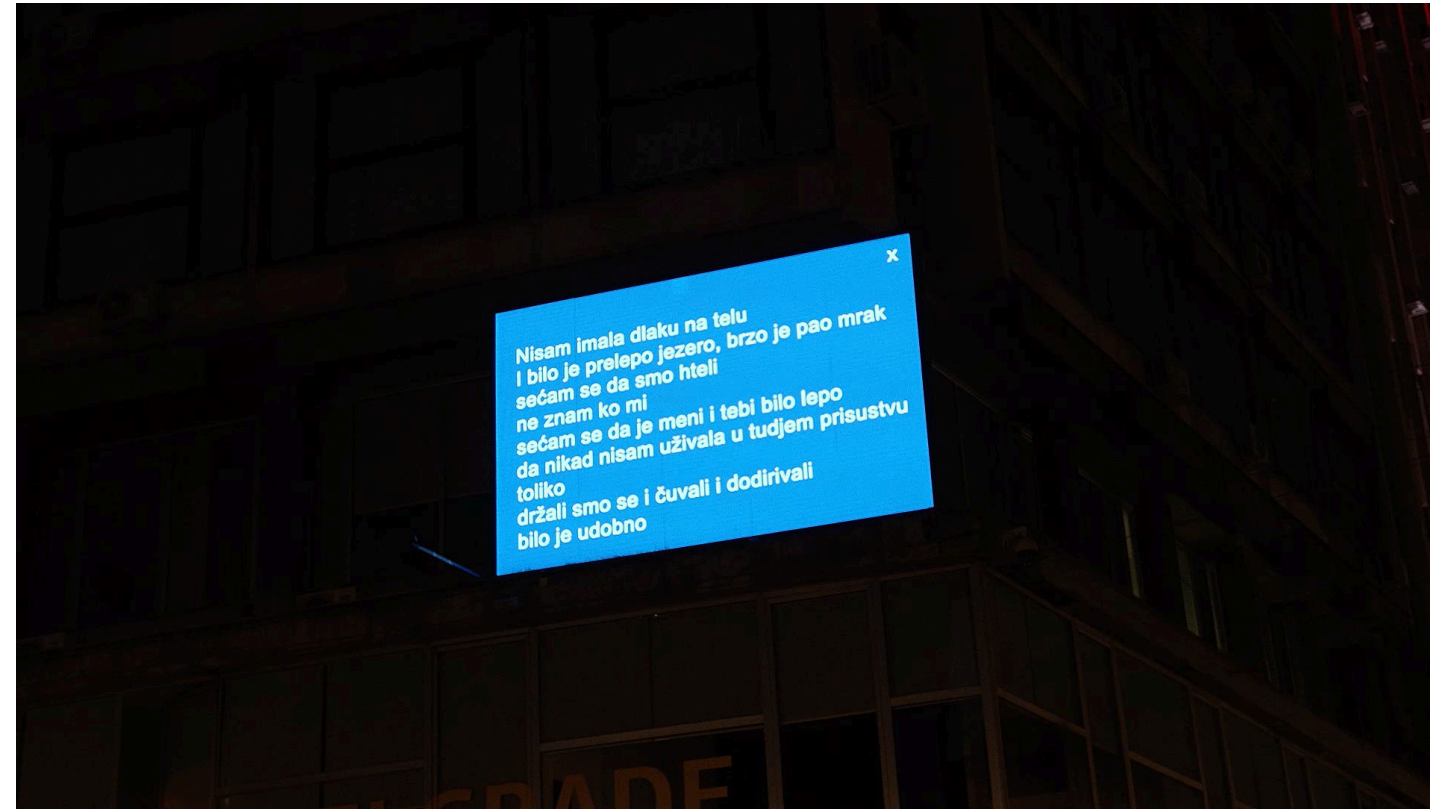 x
Nisam imala dlaku na telu
I bilo je prelepo jezero, brzo je pao mrak
sećam se da smo hteli
ne znam ko mi
sećam se da je meni i tebi bilo lepo
da nikad nisam uživala u tudjem prisustvu
toliko
držali smo se i čuvali i dodirivali
bilo je udobno
ELGRADE